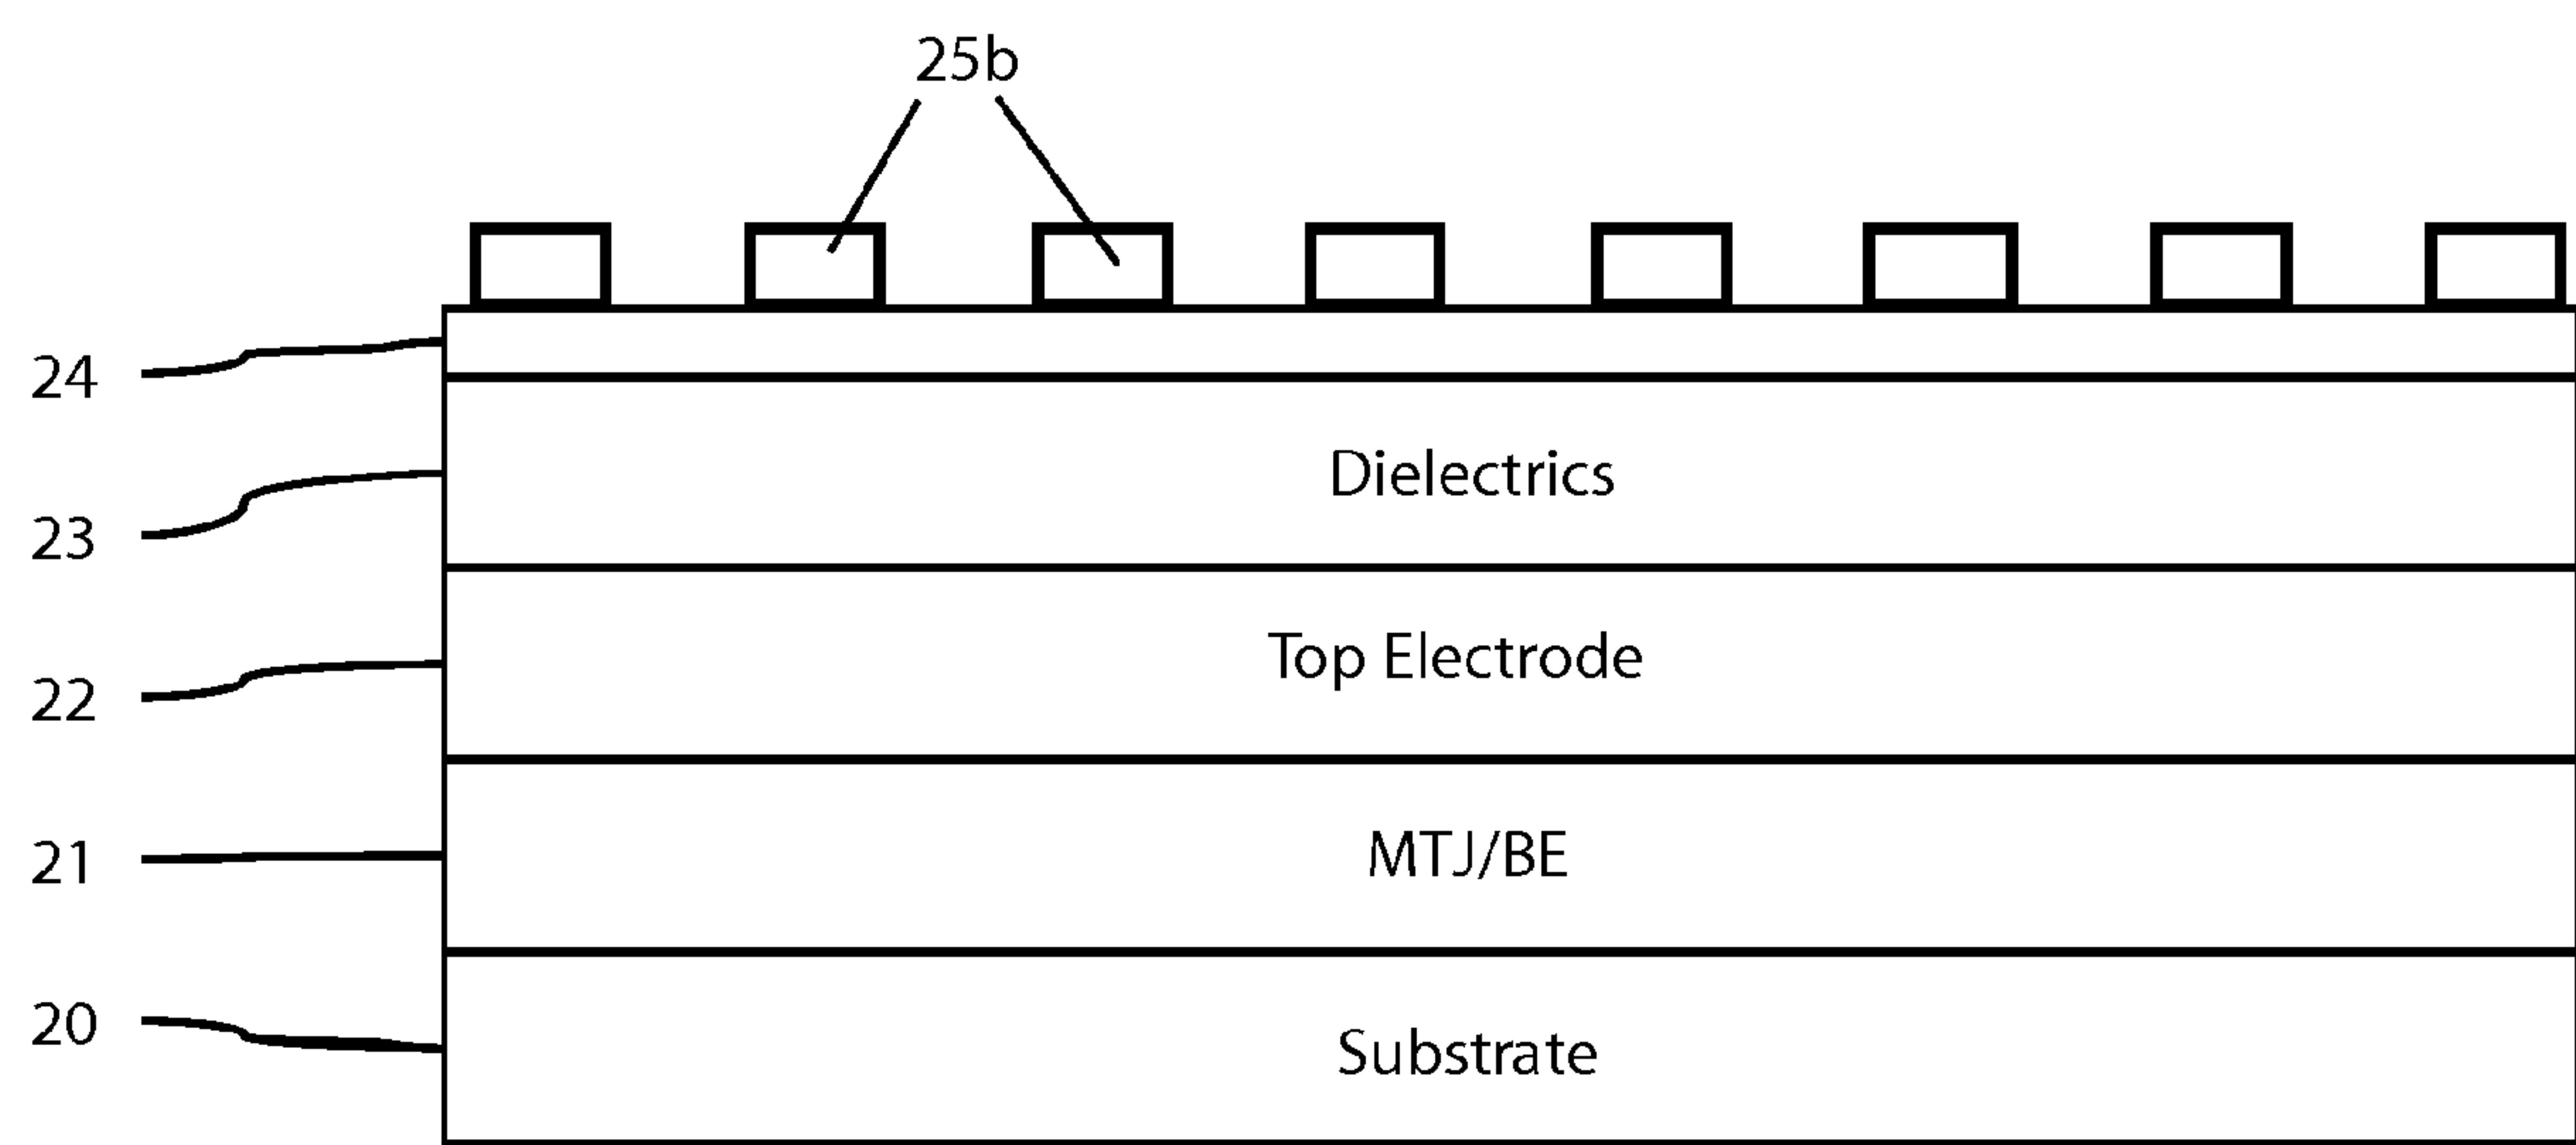 25b
24
Dielectrics
23
Top Electrode
22
MTJ/BE
21
Substrate
20